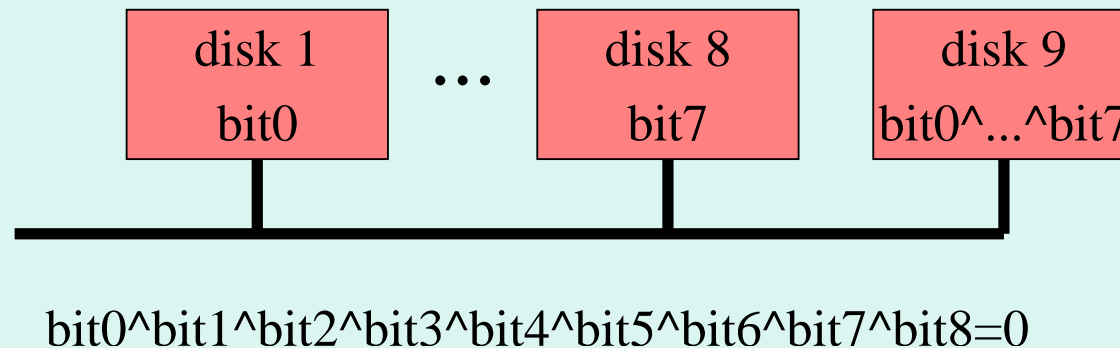 disk 1
bit0
...
disk 8
bit7
disk 9
bit0^...^bit7
bit0^bit1^bit2^bit3^bit4^bit5^bit6^bit7^bit8=0